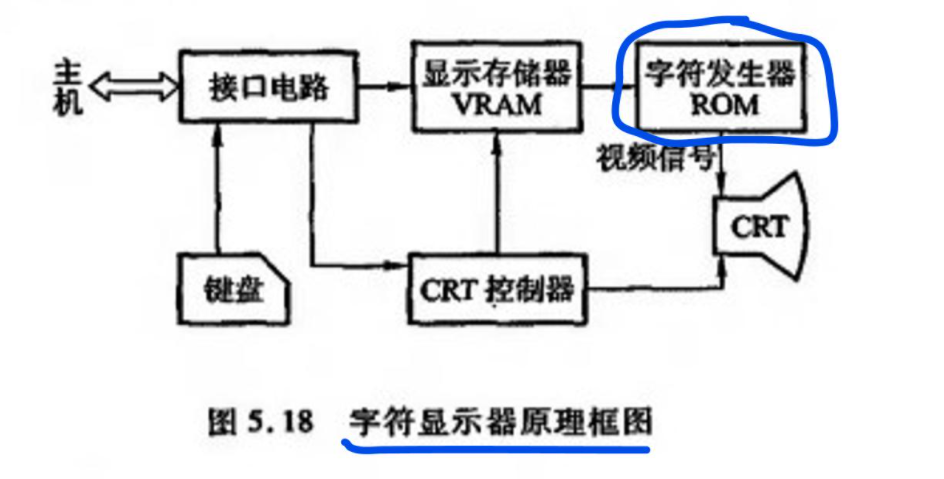 主机
接口电路
显示存储器
VRAM
字符发生器
ROM
视频信号
CRT
键盘
CRT 控制器
图 5.18 字符显示器原理框图